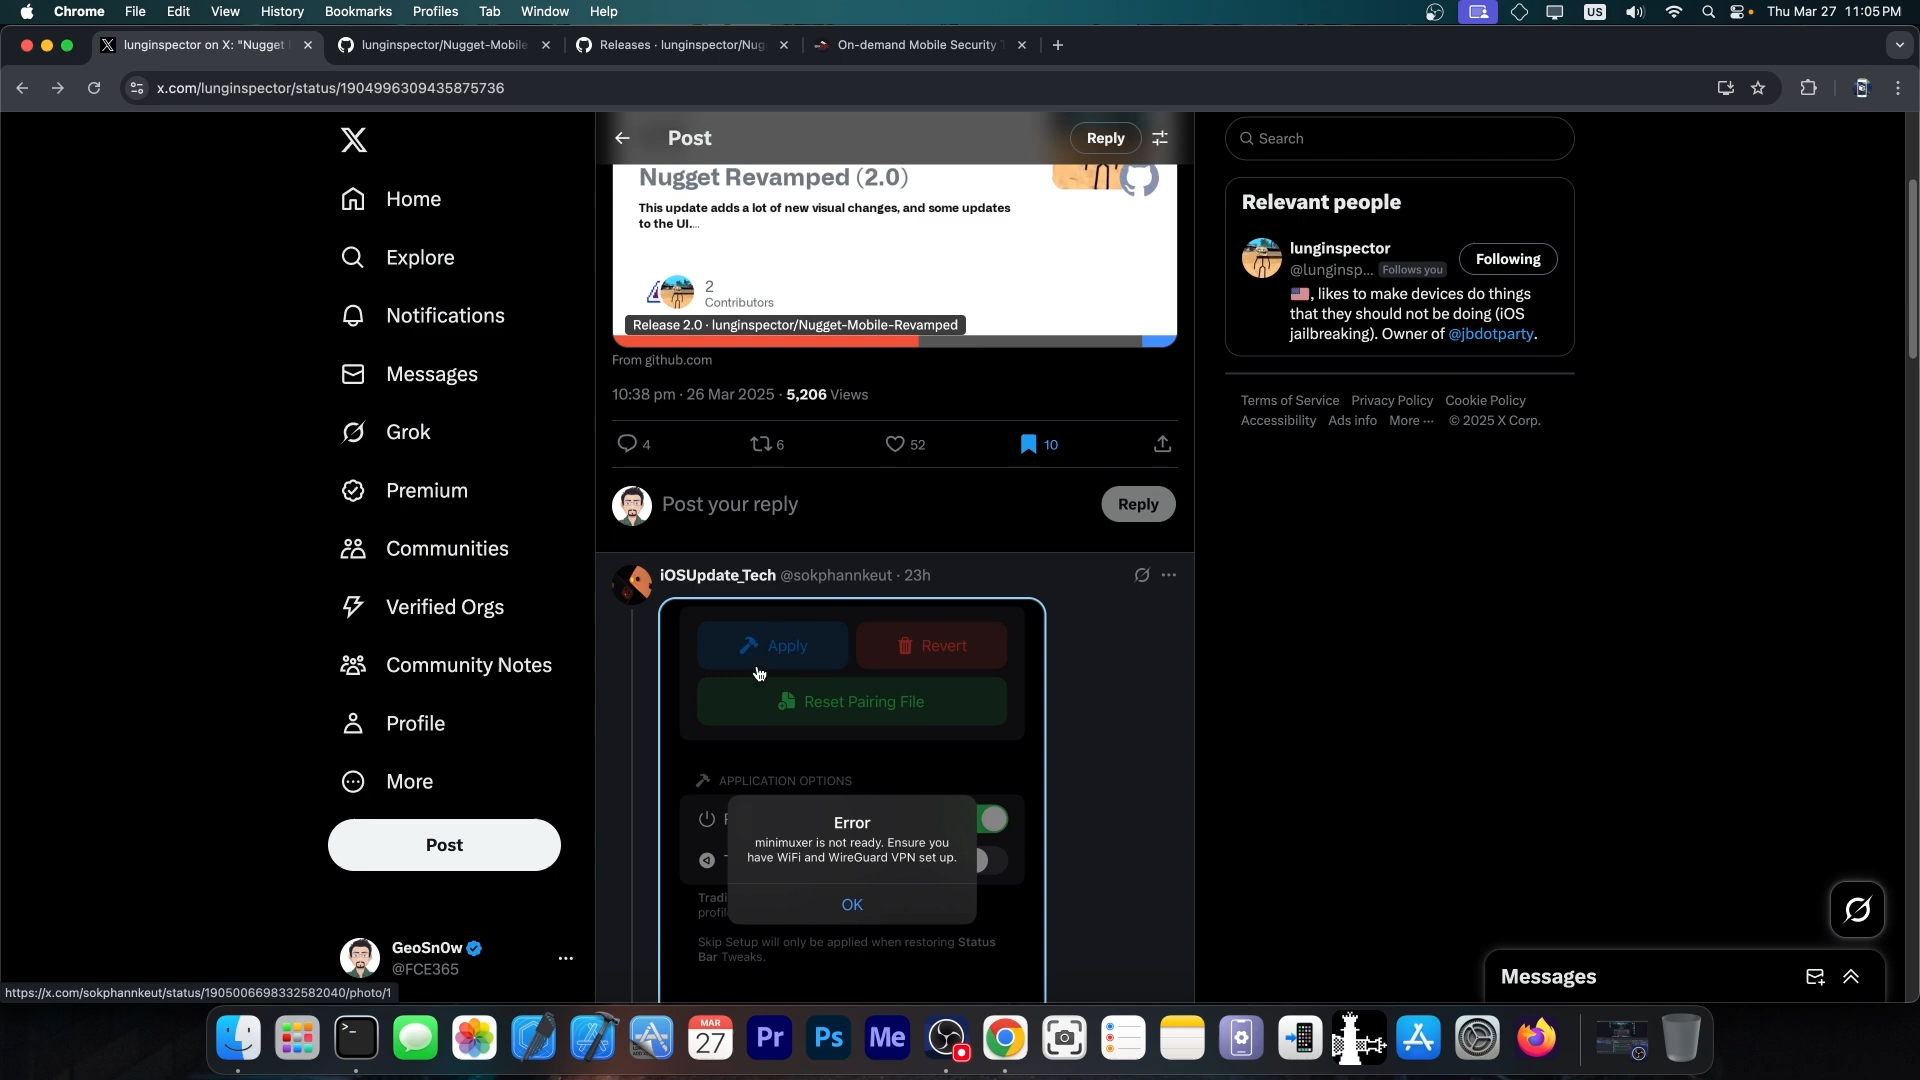 Chrome File Edit View History Bookmarks Profiles Tab Window Help US Thu Mar 27 11:05 PM
lunginspector on X: "Nugget lunginspector/Nugget-Mobile Releases · lunginspector/Nug On-demand Mobile Security
x.com/lunginspector/status/1904996309435875736
Home
Explore
Notifications
Messages
Grok
Premium
Communities
Verified Orgs
Community Notes
Profile
More
Post
GeoSn0w
@FCE365
https://x.com/sokphannkeut/status/1905006698332582040/photo/1
Post Reply
Nugget Revamped (2.0)
This update adds a lot of new visual changes, and some updates
to the UI...
2
Contributors
Release 2.0 · lunginspector/Nugget-Mobile-Revamped
From github.com
10:38 pm · 26 Mar 2025 · 5,206 Views
4 6 52 10
Post your reply Reply
iOSUpdate_Tech @sokphannkeut · 23h
Apply Revert
Reset Pairing File
APPLICATION OPTIONS
Error
minimuxer is not ready. Ensure you
have WiFi and WireGuard VPN set up.
OK
Skip Setup will only be applied when restoring Status
Bar Tweaks.
Search
Relevant people
lunginspector Following
@lunginsp... Follows you
🇺🇸, likes to make devices do things
that they should not be doing (iOS
jailbreaking). Owner of @jbdotparty.
Terms of Service Privacy Policy Cookie Policy
Accessibility Ads info More ··· © 2025 X Corp.
Messages
MAR
27
Pr Ps Me